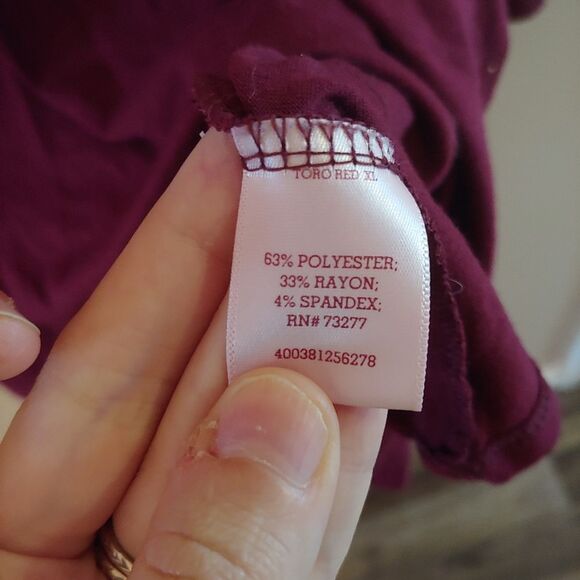 TORO RED XL
63% POLYESTER;
33% RAYON;
4% SPANDEX;
RN# 73277
400381256278